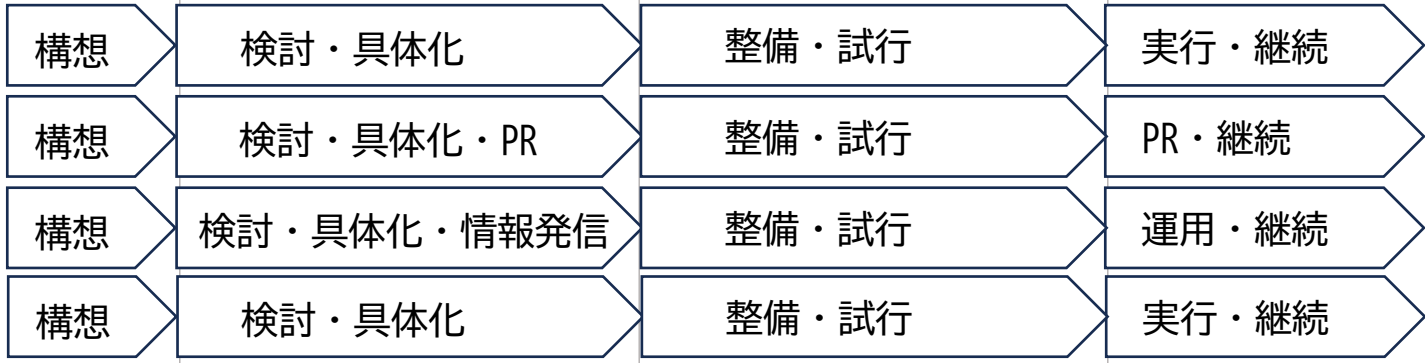 構想 検討・具体化 整備・試行 実行・継続
構想 検討・具体化・PR 整備・試行 PR・継続
構想 検討・具体化・情報発信 整備・試行 運用・継続
構想 検討・具体化 整備・試行 実行・継続